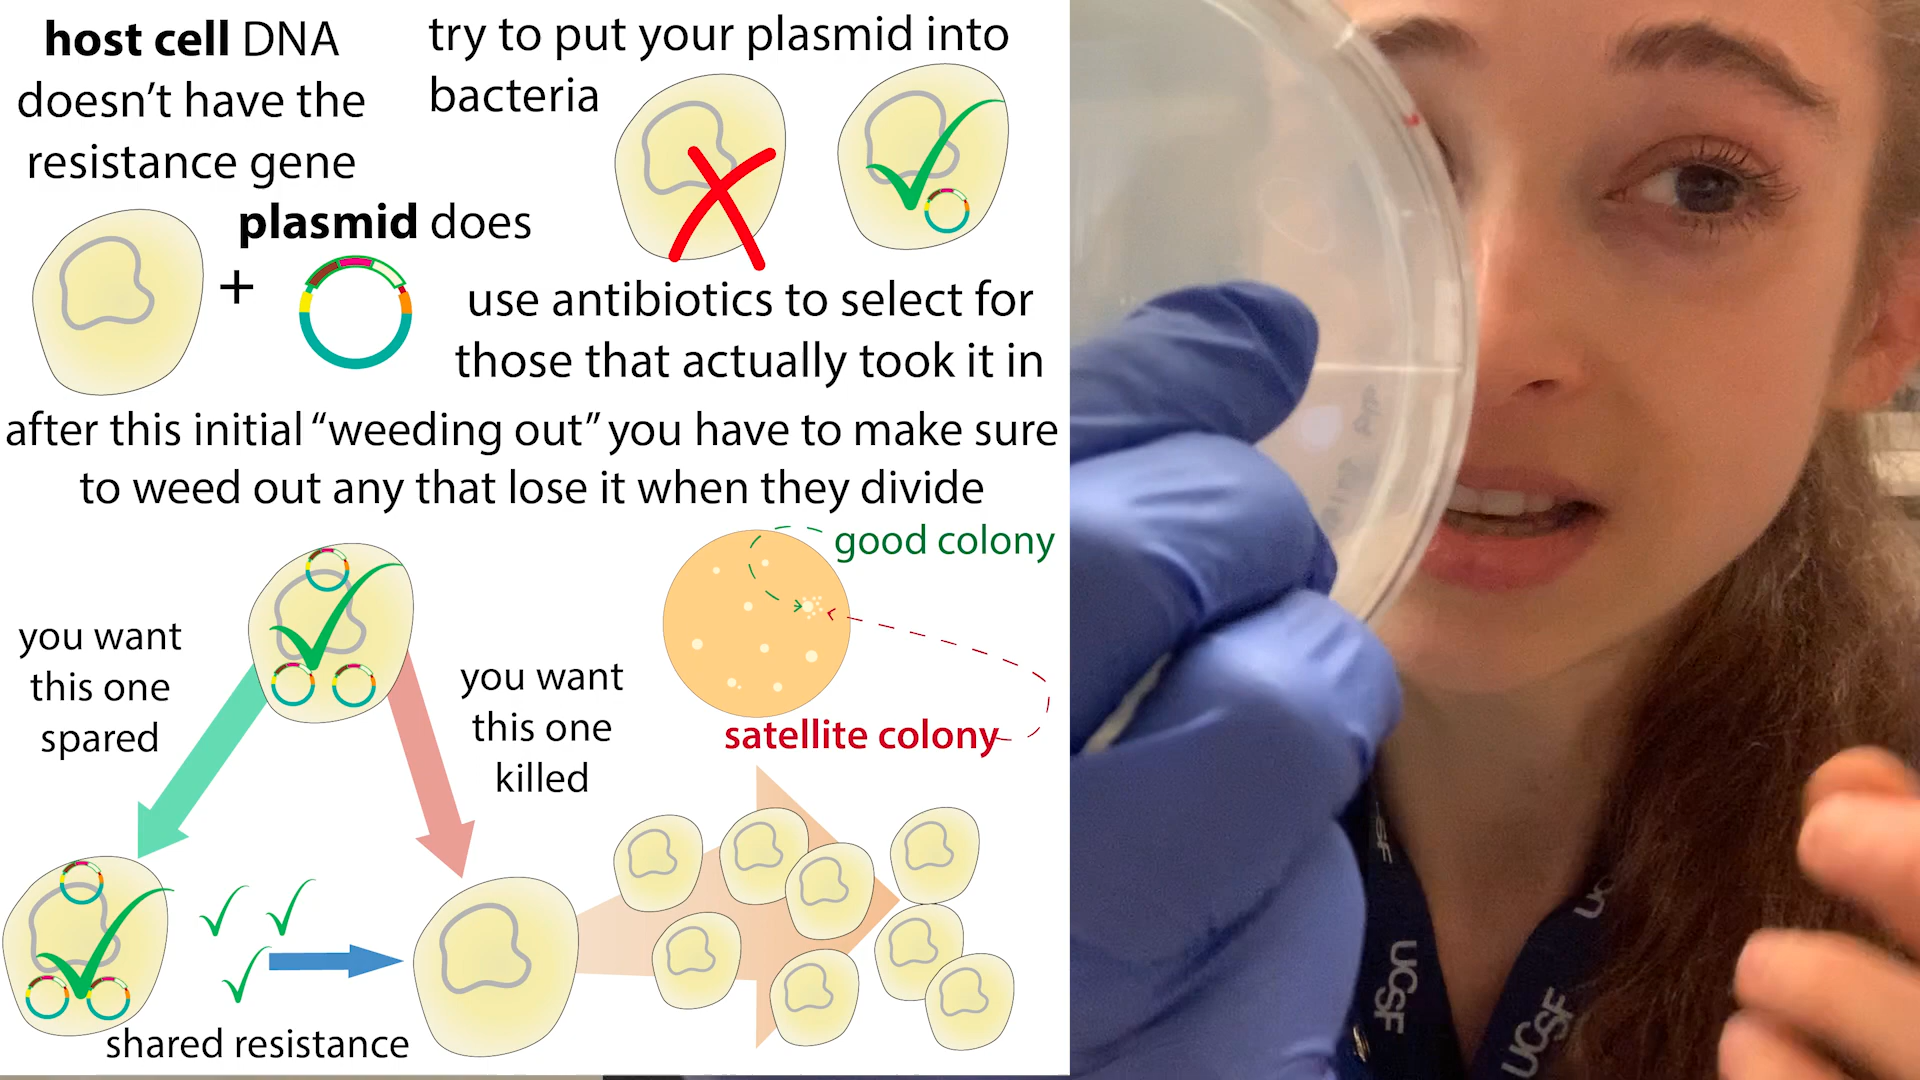 host cell DNA
doesn't have the
resistance gene
plasmid does
+
try to put your plasmid into
bacteria
use antibiotics to select for
those that actually took it in
after this initial “weeding out” you have to make sure
to weed out any that lose it when they divide
good colony
satellite colony
you want
this one
spared
you want
this one
killed
shared resistance
UCSF
UCSF